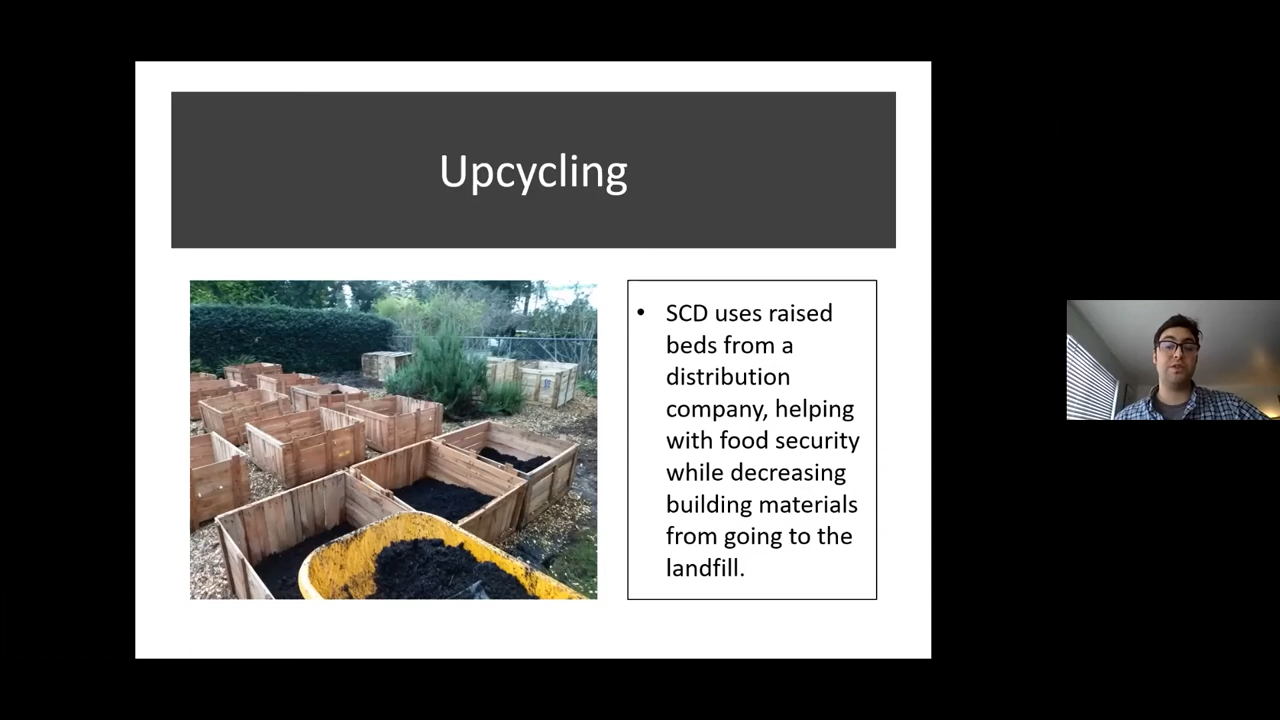 Upcycling
• SCD uses raised
beds from a
distribution
company, helping
with food security
while decreasing
building materials
from going to the
landfill.